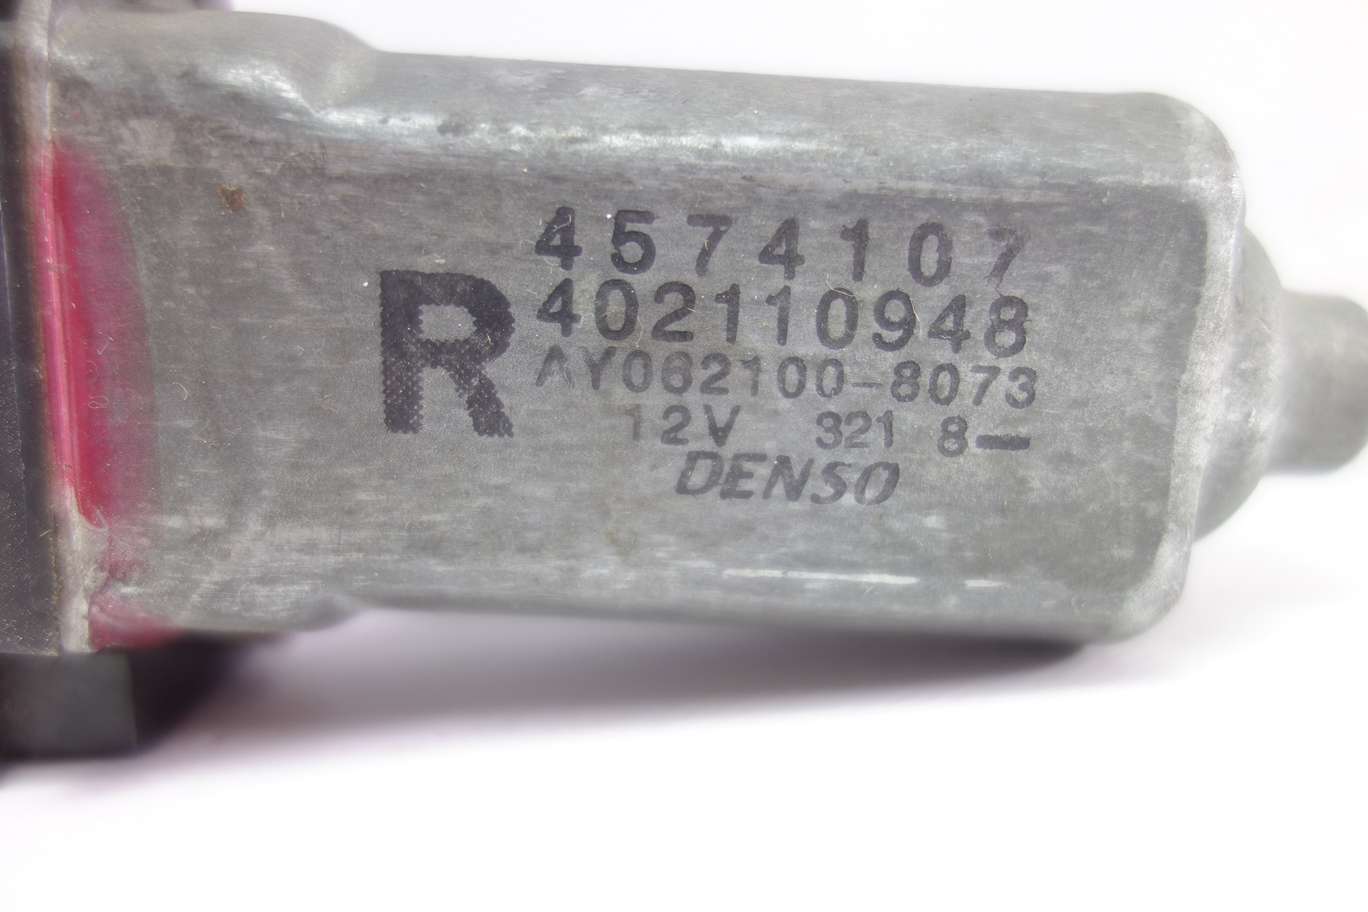 4574107
R 402110948
AY062100-8073
12V 321 8-
DENSO